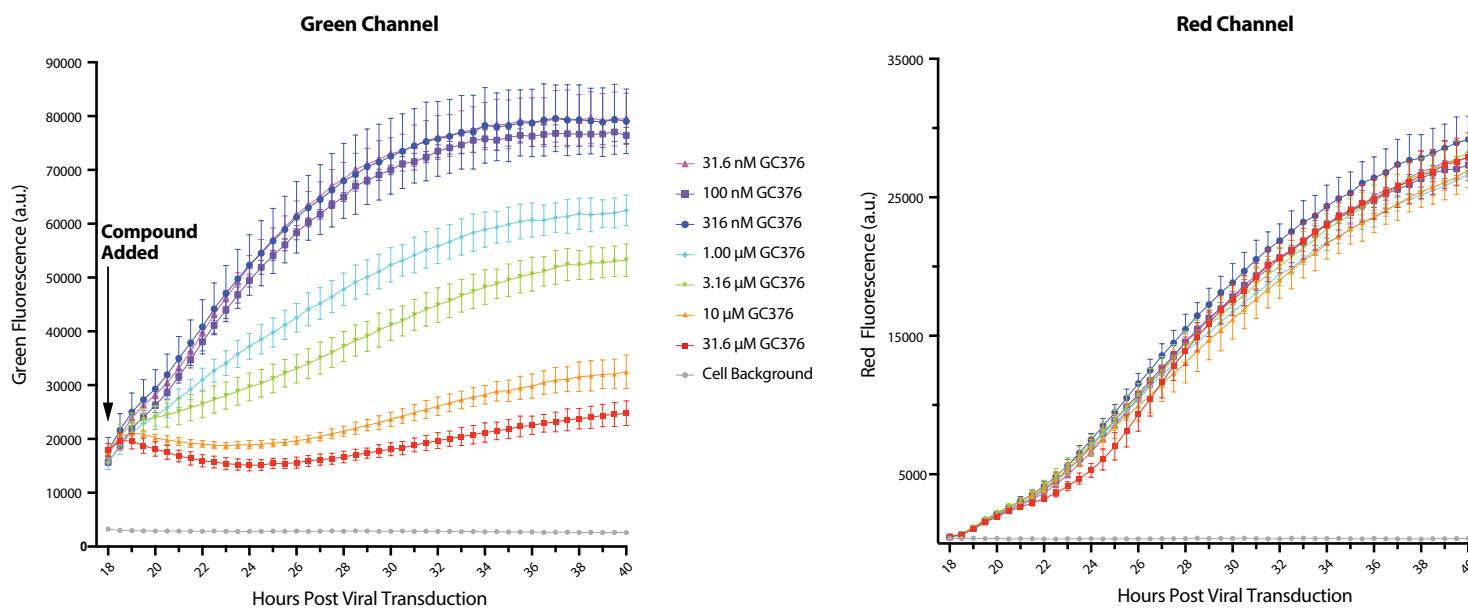 Green Channel
Green Fluorescence (a.u.)
90000
80000
70000
60000
50000
40000
30000
20000
10000
0
Compound
Added
18
20
22
24
26
28
30
32
34
36
38
40
Hours Post Viral Transduction
31.6 nM GC376
100 nM GC376
316 nM GC376
1.00 µM GC376
3.16 µM GC376
10 µM GC376
31.6 µM GC376
Cell Background
Red Channel
Red Fluorescence (a.u.)
35000
25000
15000
5000
18
20
22
24
26
28
30
32
34
36
38
Hours Post Viral Transduction